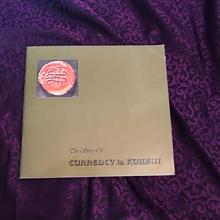 The Story Of
CURRENCY in KUWAIT